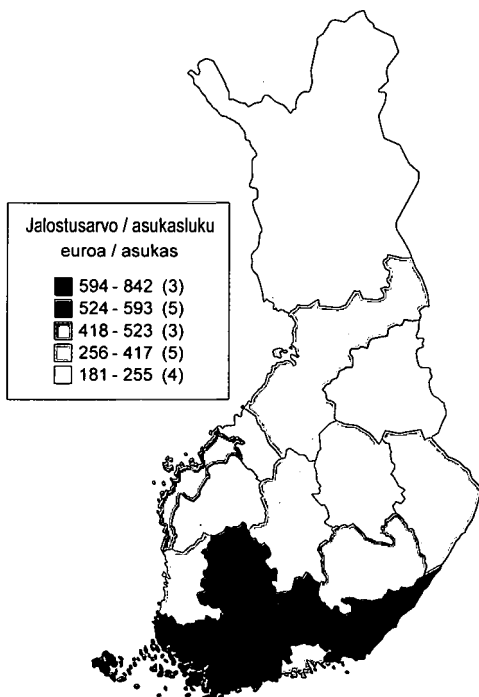 Jalostusarvo / asukasluku
euroa / asukas
594 - 842 (3)
524 - 593 (5)
418 - 523 (3)
256 - 417 (5)
181 - 255 (4)